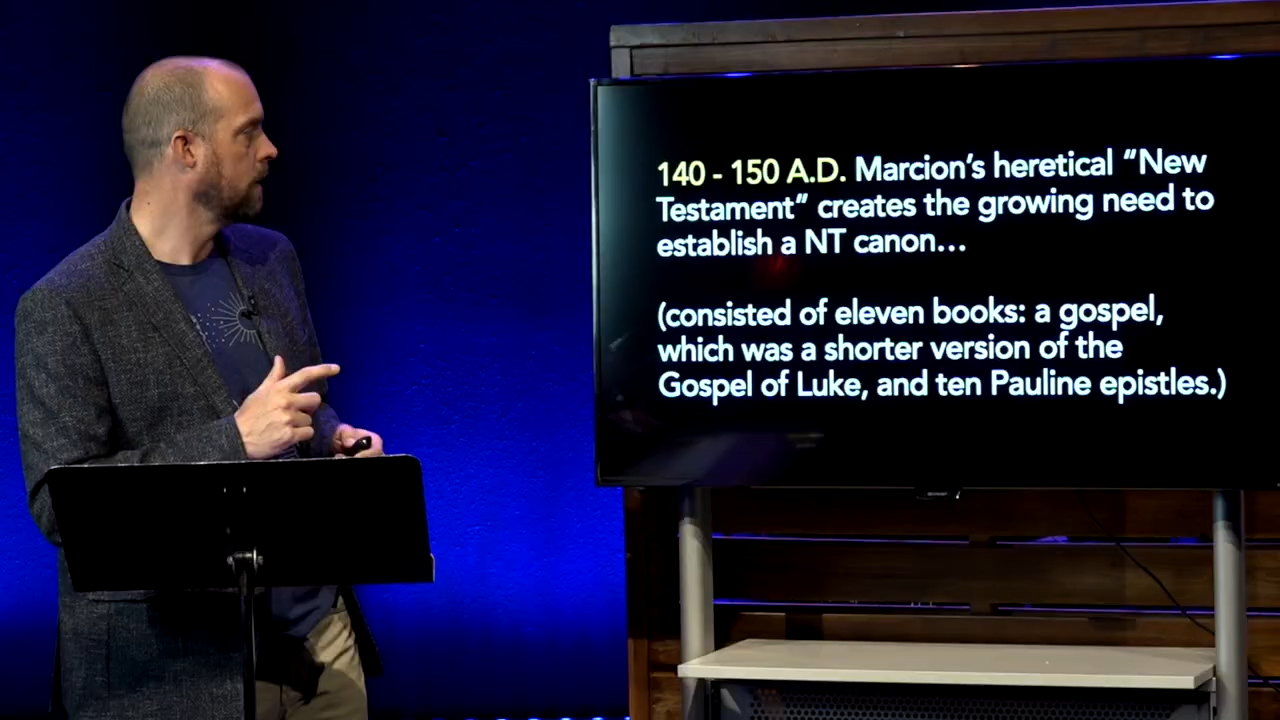 140 - 150 A.D. Marcion’s heretical “New
Testament” creates the growing need to
establish a NT canon...
(consisted of eleven books: a gospel,
which was a shorter version of the
Gospel of Luke, and ten Pauline epistles.)